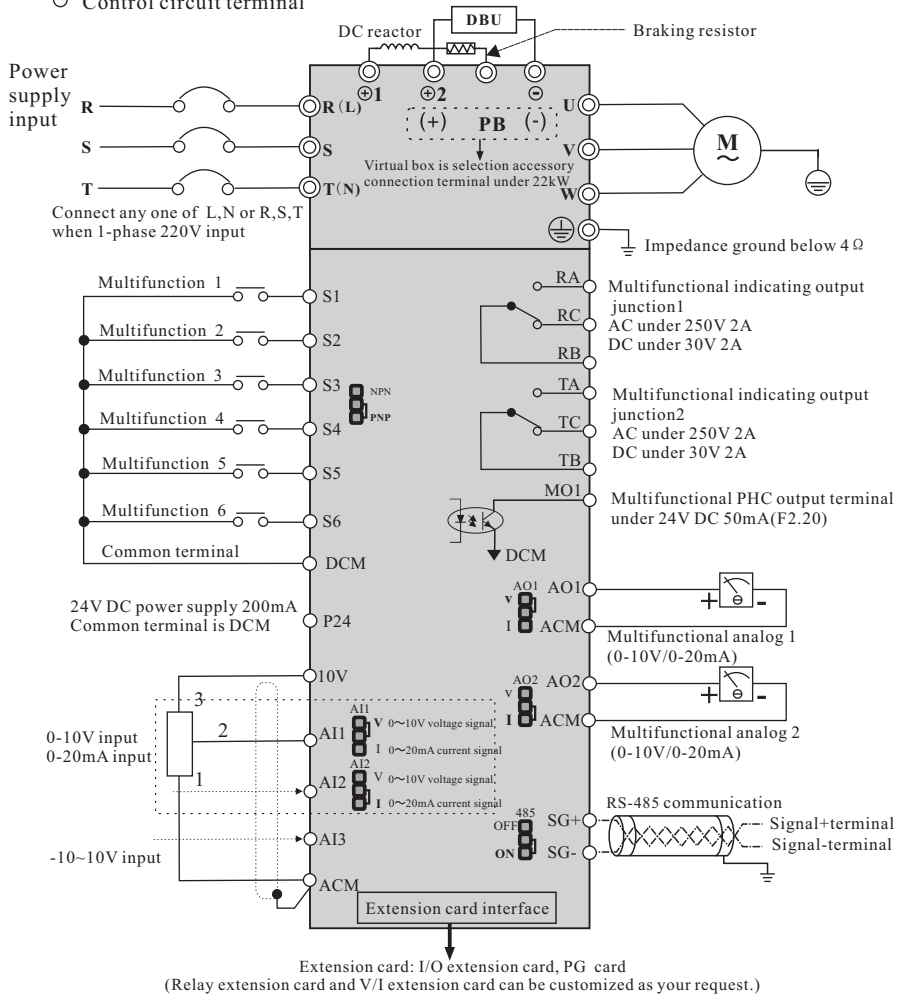 Control circuit terminal
DBU
DC reactor
Braking resistor
Power
supply
input
⊕1
⊕2
⊖
R
R(L)
(+) PB (-)
U
S
S
Virtual box is selection accessory
connection terminal under 22kW
V
M
~
T
T(N)
W
Connect any one of L,N or R,S,T
when 1-phase 220V input
Impedance ground below 4Ω
Multifunction 1
S1
Multifunction 2
S2
Multifunction 3
S3
Multifunction 4
S4
Multifunction 5
S5
Multifunction 6
S6
Common terminal
DCM
NPN
PNP
RA
RC
RB
Multifunctional indicating output
junction1
AC under 250V 2A
DC under 30V 2A
TA
TC
TB
Multifunctional indicating output
junction2
AC under 250V 2A
DC under 30V 2A
MO1
Multifunctional PHC output terminal
under 24V DC 50mA(F2.20)
DCM
24V DC power supply 200mA
Common terminal is DCM
P24
AO1
V
I
AO1
ACM
+ -
Multifunctional analog 1
(0-10V/0-20mA)
AO2
V
I
AO2
ACM
+ -
Multifunctional analog 2
(0-10V/0-20mA)
10V
3
2
1
0-10V input
0-20mA input
AI1
AI1
V 0～10V voltage signal
I 0～20mA current signal
AI2
AI2
V 0～10V voltage signal
I 0～20mA current signal
AI3
-10~10V input
ACM
485
OFF
ON
SG+
SG-
RS-485 communication
Signal+terminal
Signal-terminal
Extension card interface
Extension card: I/O extension card, PG card
(Relay extension card and V/I extension card can be customized as your request.)